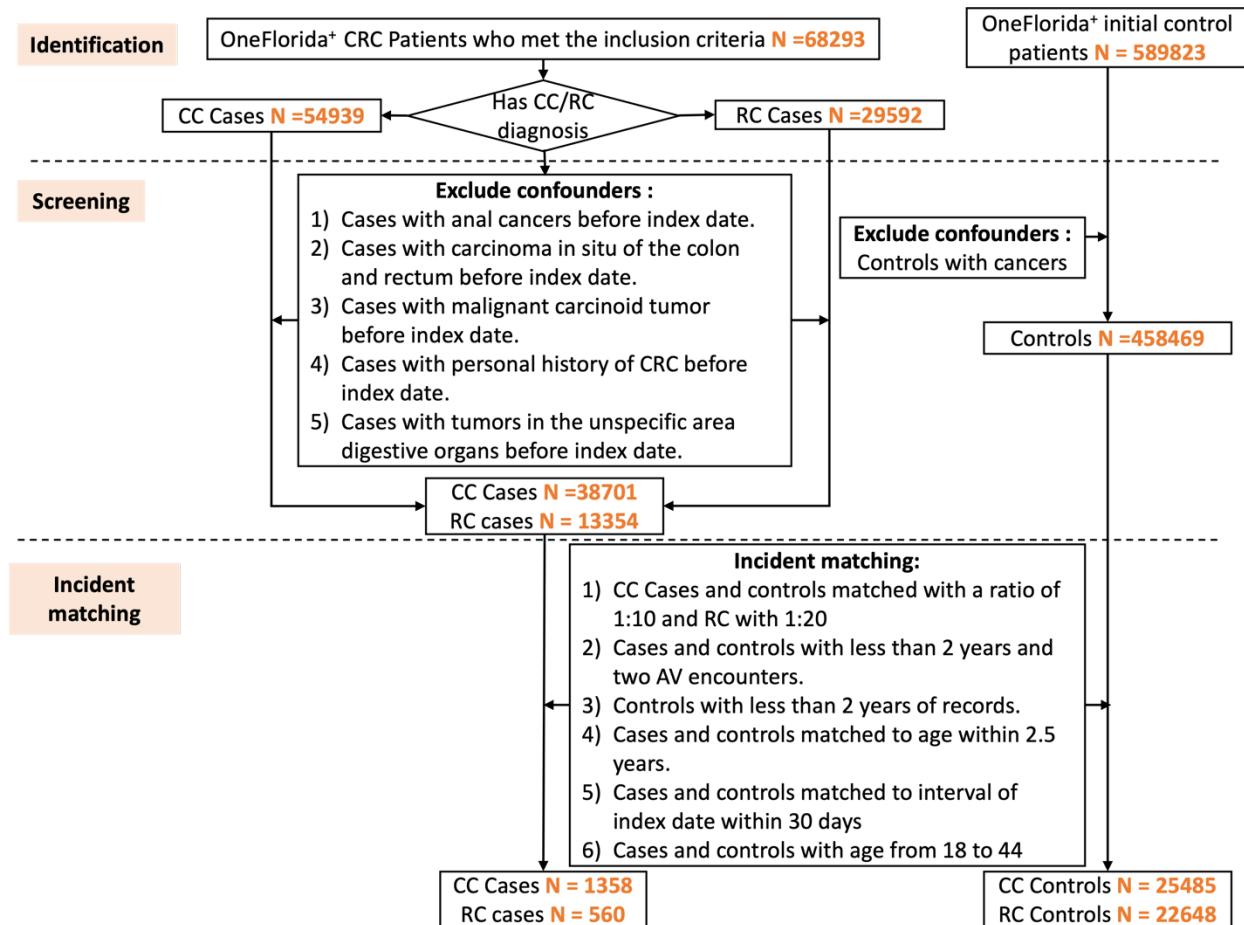 Identification
OneFlorida⁺ CRC Patients who met the inclusion criteria N =68293
OneFlorida⁺ initial control
patients N = 589823
CC Cases N =54939
Has CC/RC
diagnosis
RC Cases N =29592
Screening
Exclude confounders :
1) Cases with anal cancers before index date.
2) Cases with carcinoma in situ of the colon
and rectum before index date.
3) Cases with malignant carcinoid tumor
before index date.
4) Cases with personal history of CRC before
index date.
5) Cases with tumors in the unspecific area
digestive organs before index date.
Exclude confounders :
Controls with cancers
Controls N =458469
CC Cases N =38701
RC cases N = 13354
Incident
matching
Incident matching:
1) CC Cases and controls matched with a ratio of
1:10 and RC with 1:20
2) Cases and controls with less than 2 years and
two AV encounters.
3) Controls with less than 2 years of records.
4) Cases and controls matched to age within 2.5
years.
5) Cases and controls matched to interval of
index date within 30 days
6) Cases and controls with age from 18 to 44
CC Cases N = 1358
RC cases N = 560
CC Controls N = 25485
RC Controls N = 22648